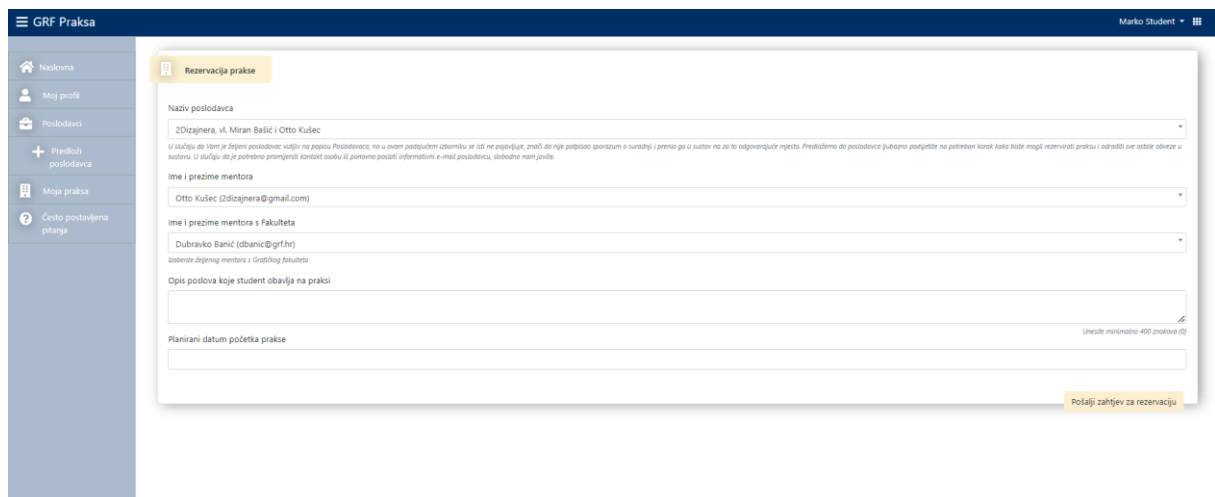 GRF Praksa
Marko Student
Naslovna
Moj profil
Poslodavci
Predloži
poslodavca
Moja praksa
Često postavljena
pitanja
Rezervacija prakse
Naziv poslodavca
2Dizajnera, vl. Miran Bašić i Otto Kušec
U slučaju da Vam je željeni poslodavac vidljiv na popisu Poslodavaca, no u ovom padajućem izborniku se isti ne pojavljuje, znači da nije potpisao sporazum o suradnji i prenio ga u sustav na za to odgovarajuće mjesto. Predlažemo da poslodavca ljubazno podsjetite na potreban korak kako biste mogli rezervirati praksu i odraditi sve ostale obveze u
sustavu. U slučaju da je potrebno promijeniti kontakt osobu ili ponovno poslati informativni e-mail poslodavcu, slobodno nam javite.
Ime i prezime mentora
Otto Kušec (2dizajnera@gmail.com)
Ime i prezime mentora s Fakulteta
Dubravko Banić (dbanic@grf.hr)
Izaberite željenog mentora s Grafičkog fakulteta
Opis poslova koje student obavlja na praksi
Unesite minimalno 400 znakova (0)
Planirani datum početka prakse
Pošalji zahtjev za rezervaciju